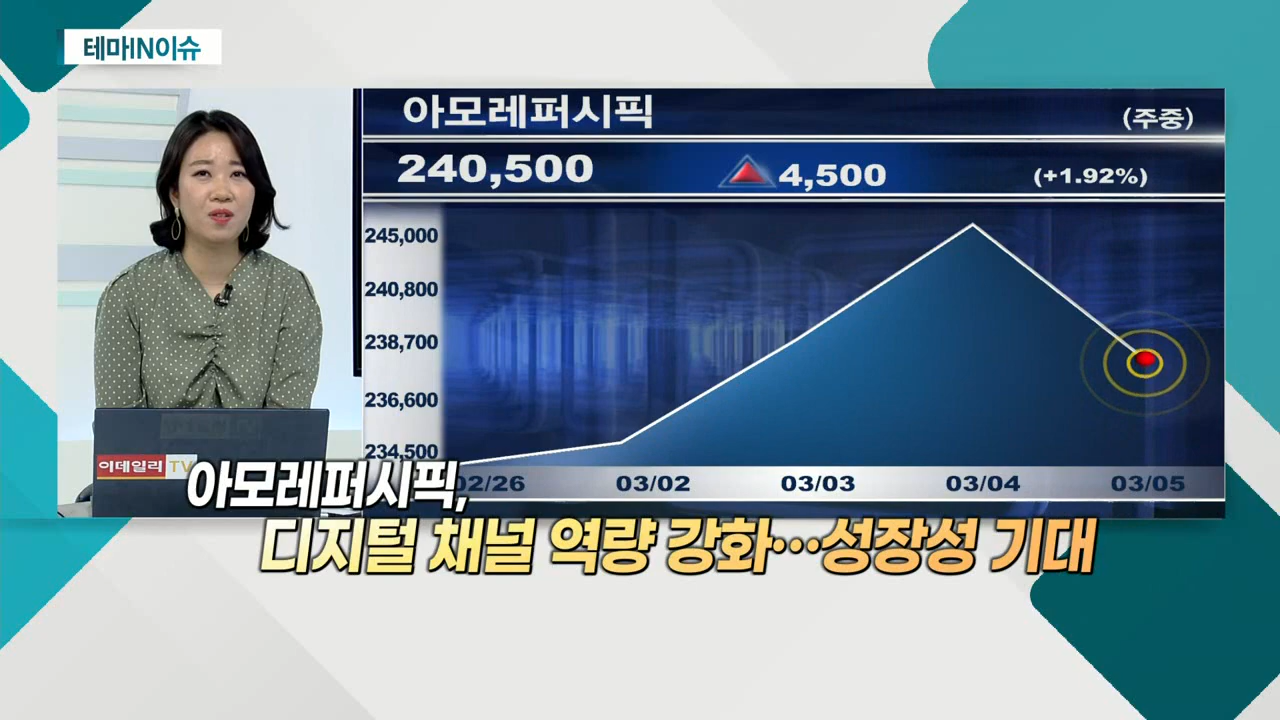 테마IN이슈
아모레퍼시픽 (주중)
240,500 ▲ 4,500 (+1.92%)
245,000
240,800
238,700
236,600
234,500
02/26 03/02 03/03 03/04 03/05
이데일리 TV
아모레퍼시픽,
디지털 채널 역량 강화…성장성 기대